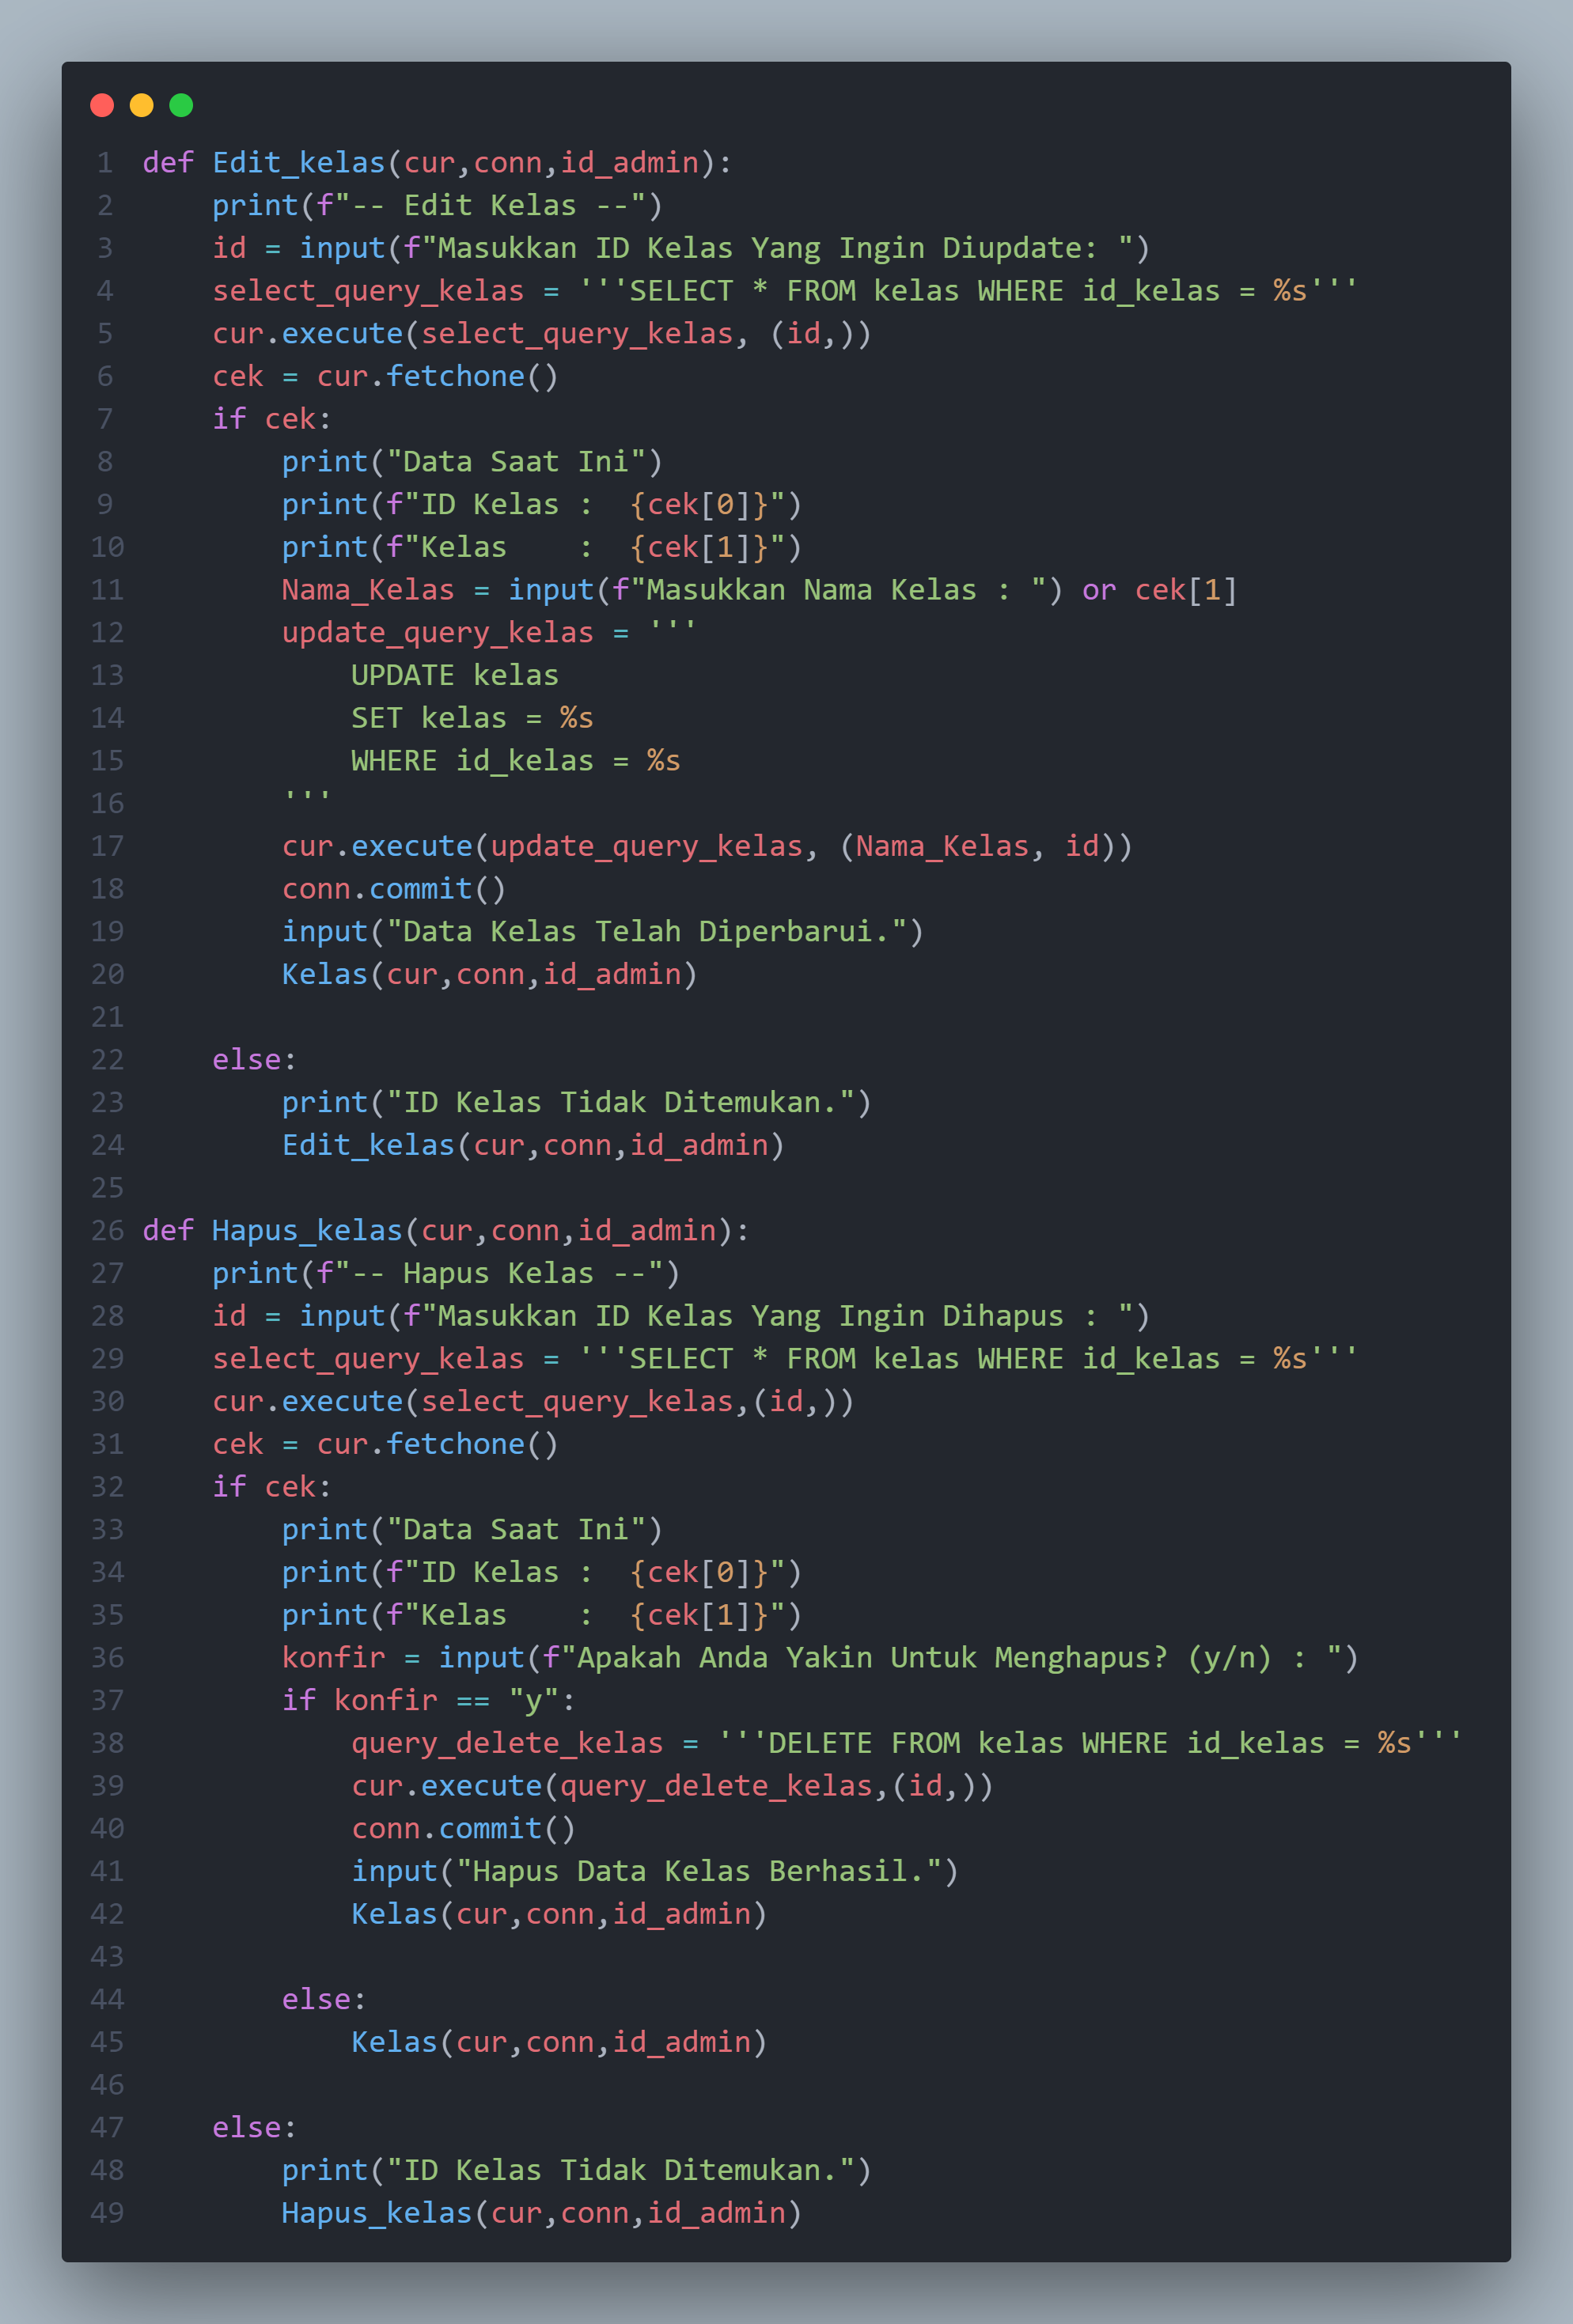 1 def Edit_kelas(cur,conn,id_admin):
2     print(f"-- Edit Kelas --")
3     id = input(f"Masukkan ID Kelas Yang Ingin Diupdate: ")
4     select_query_kelas = '''SELECT * FROM kelas WHERE id_kelas = %s'''
5     cur.execute(select_query_kelas, (id,))
6     cek = cur.fetchone()
7     if cek:
8         print("Data Saat Ini")
9         print(f"ID Kelas :  {cek[0]}")
10         print(f"Kelas    :  {cek[1]}")
11         Nama_Kelas = input(f"Masukkan Nama Kelas : ") or cek[1]
12         update_query_kelas = '''
13             UPDATE kelas
14             SET kelas = %s
15             WHERE id_kelas = %s
16         '''
17         cur.execute(update_query_kelas, (Nama_Kelas, id))
18         conn.commit()
19         input("Data Kelas Telah Diperbarui.")
20         Kelas(cur,conn,id_admin)
21
22     else:
23         print("ID Kelas Tidak Ditemukan.")
24         Edit_kelas(cur,conn,id_admin)
25
26 def Hapus_kelas(cur,conn,id_admin):
27     print(f"-- Hapus Kelas --")
28     id = input(f"Masukkan ID Kelas Yang Ingin Dihapus : ")
29     select_query_kelas = '''SELECT * FROM kelas WHERE id_kelas = %s'''
30     cur.execute(select_query_kelas,(id,))
31     cek = cur.fetchone()
32     if cek:
33         print("Data Saat Ini")
34         print(f"ID Kelas :  {cek[0]}")
35         print(f"Kelas    :  {cek[1]}")
36         konfir = input(f"Apakah Anda Yakin Untuk Menghapus? (y/n) : ")
37         if konfir == "y":
38             query_delete_kelas = '''DELETE FROM kelas WHERE id_kelas = %s'''
39             cur.execute(query_delete_kelas,(id,))
40             conn.commit()
41             input("Hapus Data Kelas Berhasil.")
42             Kelas(cur,conn,id_admin)
43
44         else:
45             Kelas(cur,conn,id_admin)
46
47     else:
48         print("ID Kelas Tidak Ditemukan.")
49         Hapus_kelas(cur,conn,id_admin)